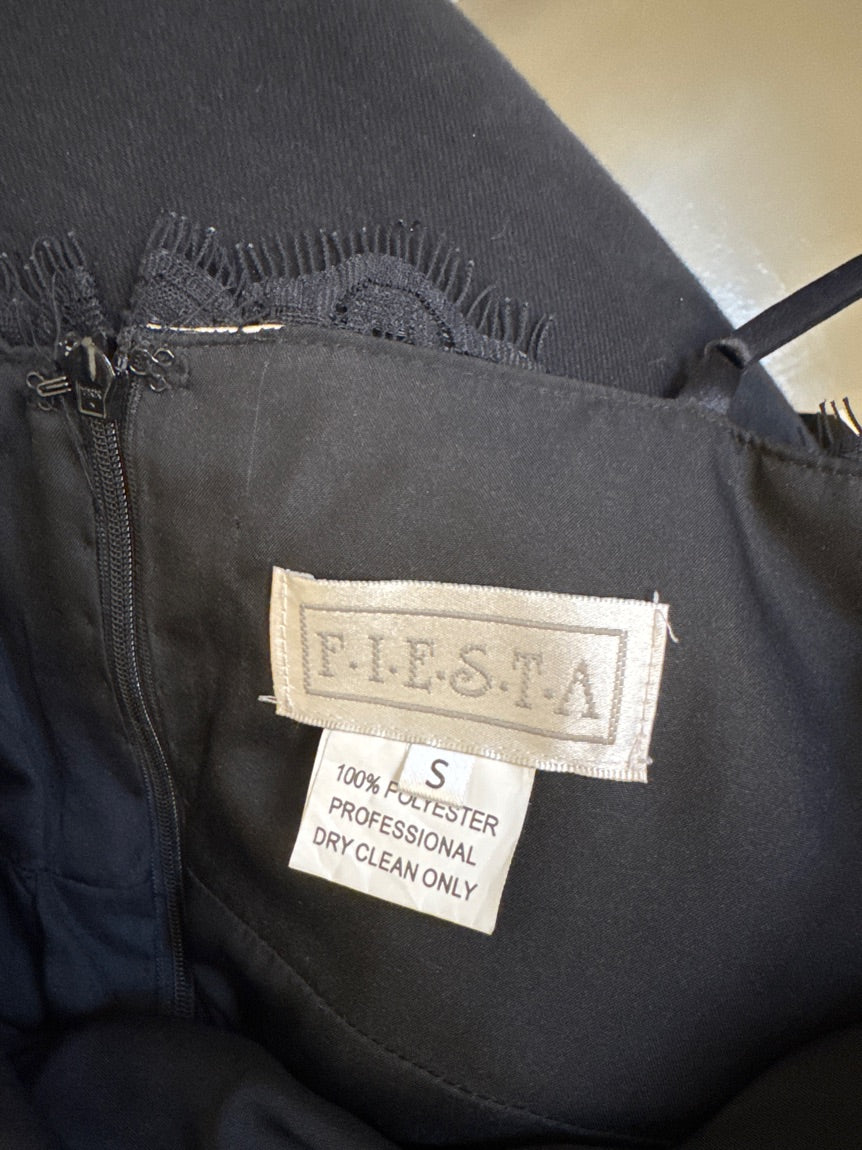 F.I.E.S.T.A
S
100% POLYESTER
PROFESSIONAL
DRY CLEAN ONLY